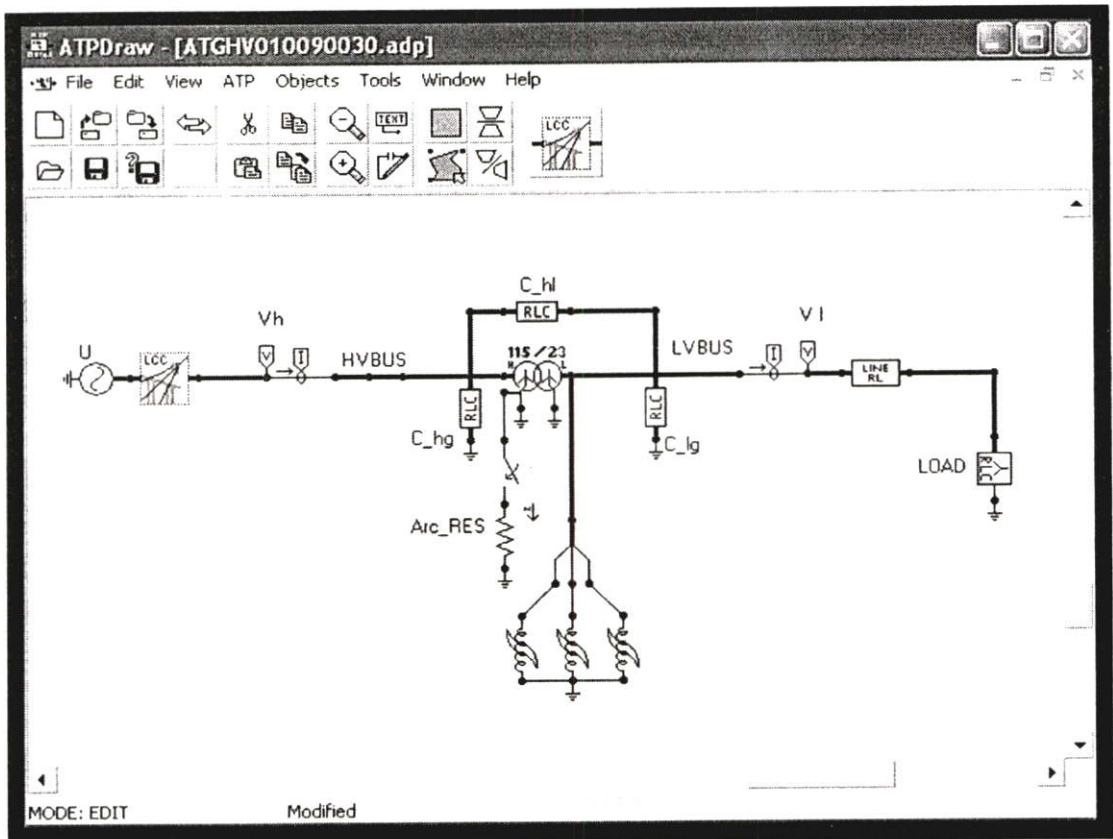 ATPDraw - [ATGHV010090030.adp]
File Edit View ATP Objects Tools Window Help
TEXT
LCC
C_hl
RLC
Vh
V l
U
LCC
V
I
HVBUS
115/23
H L
LVBUS
I
V
LINE
RL
RLC
RLC
C_hg
C_lg
LOAD
RLC
Arc_RES
I
MODE: EDIT Modified